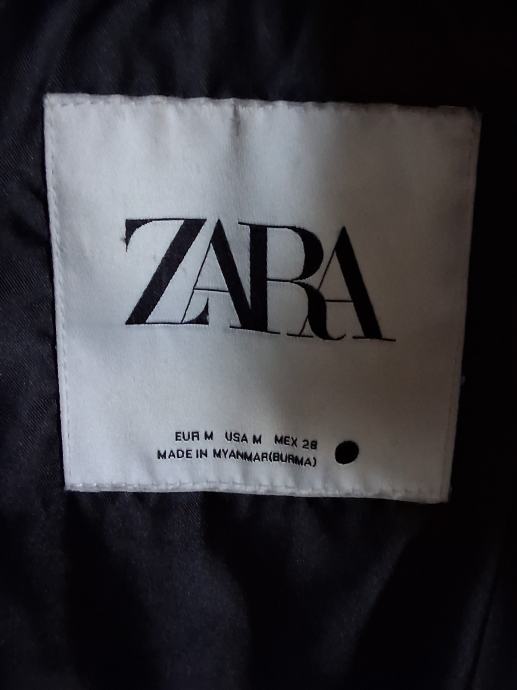 ZARA
EUR M USA M MEX 28
MADE IN MYANMAR(BURMA)